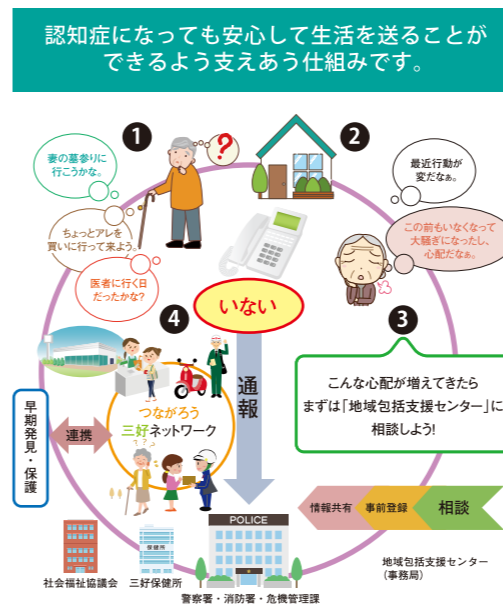 認知症になっても安心して生活を送ることが
できるよう支えあう仕組みです。
1
妻の墓参りに
行こうかな。
ちょっとアレを
買いに行って来よう。
医者に行く日
だったかな?
?
2
最近行動が
変だなぁ。
この前もいなくなって
大騒ぎになったし、
心配だなぁ。
いない
通報
3
こんな心配が増えてきたら
まずは「地域包括支援センター」に
相談しよう!
4
つながろう
三好ネットワーク
? ? ?
連携
早期発見・保護
情報共有
事前登録
相談
地域包括支援センター
(事務局)
POLICE
保健所
社会福祉協議会
三好保健所
警察署・消防署・危機管理課